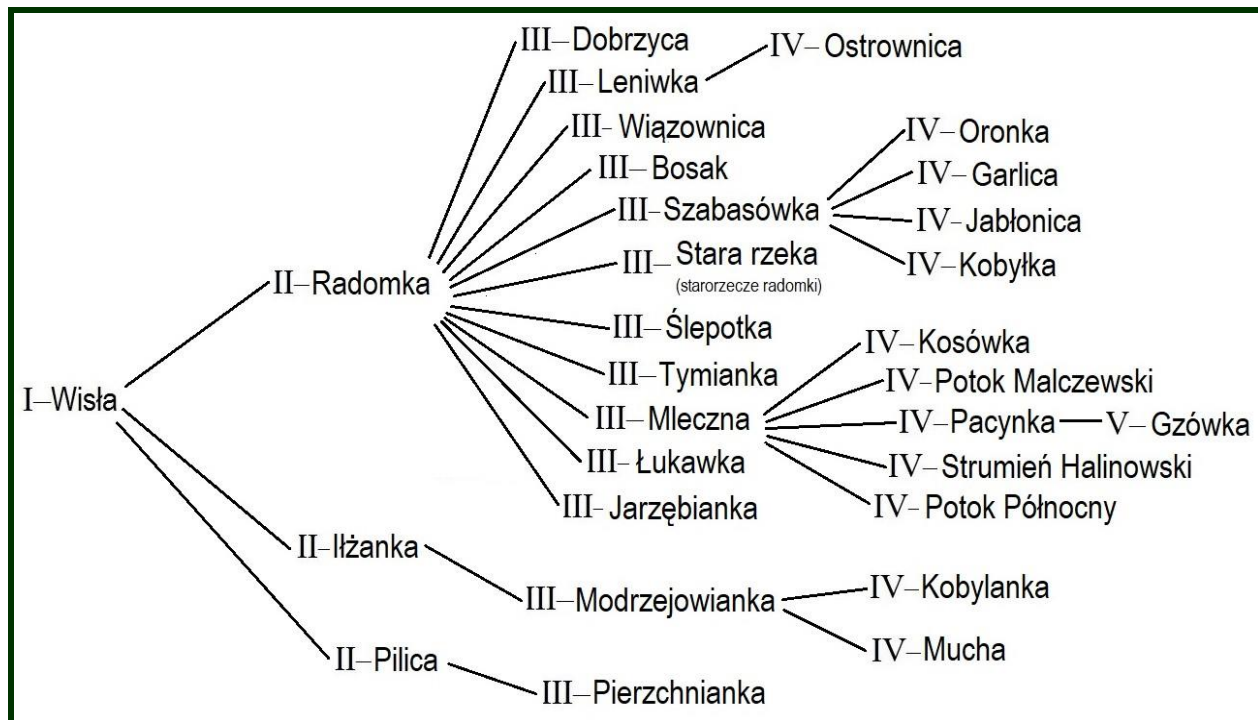 III–Dobrzyca
IV–Ostrownica
III–Leniwka
III-Wiązownica
IV–Oronka
III–Bosak
IV–Garlica
III–Szabasówka
IV–Jabłonica
III– Stara rzeka
(starorzecze radomki)
IV–Kobyłka
II–Radomka
III–Ślepotka
IV–Kosówka
III–Tymianka
IV–Potok Malczewski
I–Wisła
III–Mleczna
IV–Pacynka
V–Gzówka
III-Łukawka
IV–Strumień Halinowski
III-Jarzębianka
IV–Potok Północny
II–Iłżanka
III–Modrzejowianka
IV–Kobylanka
IV–Mucha
II–Pilica
III–Pierzchnianka